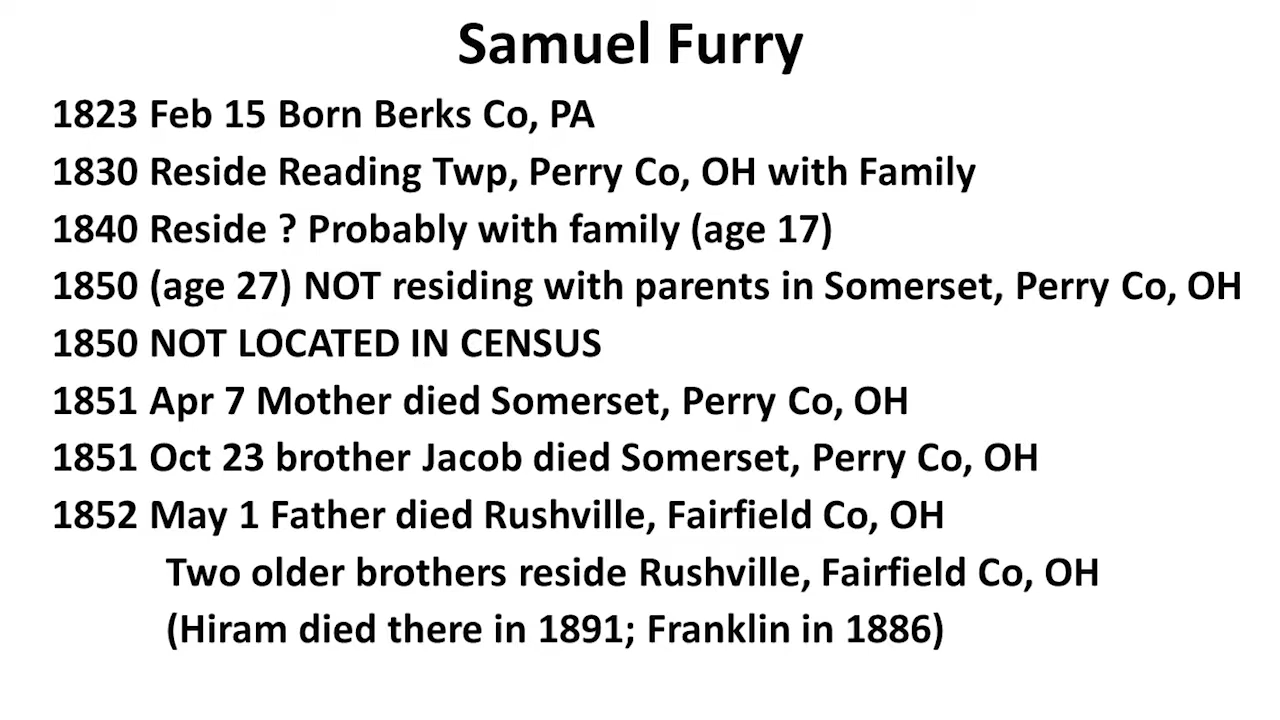 Samuel Furry
1823 Feb 15 Born Berks Co, PA
1830 Reside Reading Twp, Perry Co, OH with Family
1840 Reside ? Probably with family (age 17)
1850 (age 27) NOT residing with parents in Somerset, Perry Co, OH
1850 NOT LOCATED IN CENSUS
1851 Apr 7 Mother died Somerset, Perry Co, OH
1851 Oct 23 brother Jacob died Somerset, Perry Co, OH
1852 May 1 Father died Rushville, Fairfield Co, OH
Two older brothers reside Rushville, Fairfield Co, OH
(Hiram died there in 1891; Franklin in 1886)